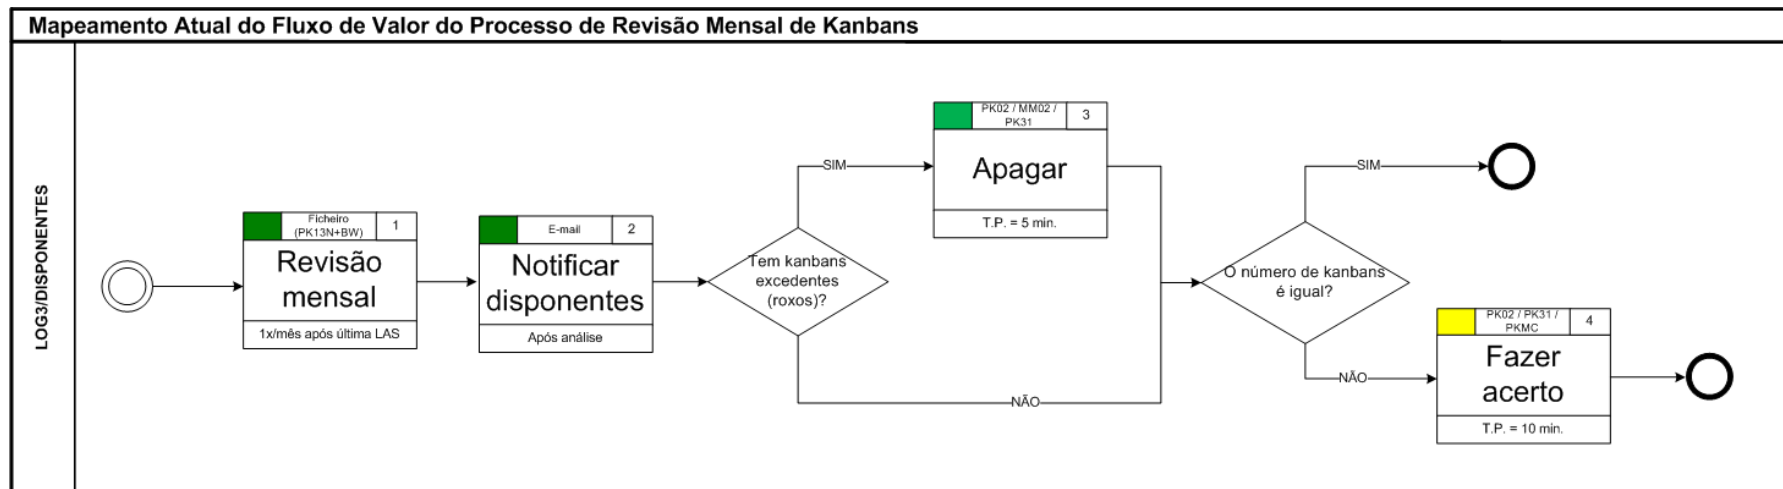 Mapeamento Atual do Fluxo de Valor do Processo de Revisão Mensal de Kanbans
LOG3/DISPONENTES
Ficheiro
(PK13N+BW)
1
Revisão
mensal
1x/mês após última LAS
E-mail
2
Notificar
disponentes
Após análise
Tem kanbans
excedentes
(roxos)?
SIM
NÃO
PK02 / MM02 /
PK31
3
Apagar
T.P. = 5 min.
O número de kanbans
é igual?
SIM
NÃO
PK02 / PK31 /
PKMC
4
Fazer
acerto
T.P. = 10 min.